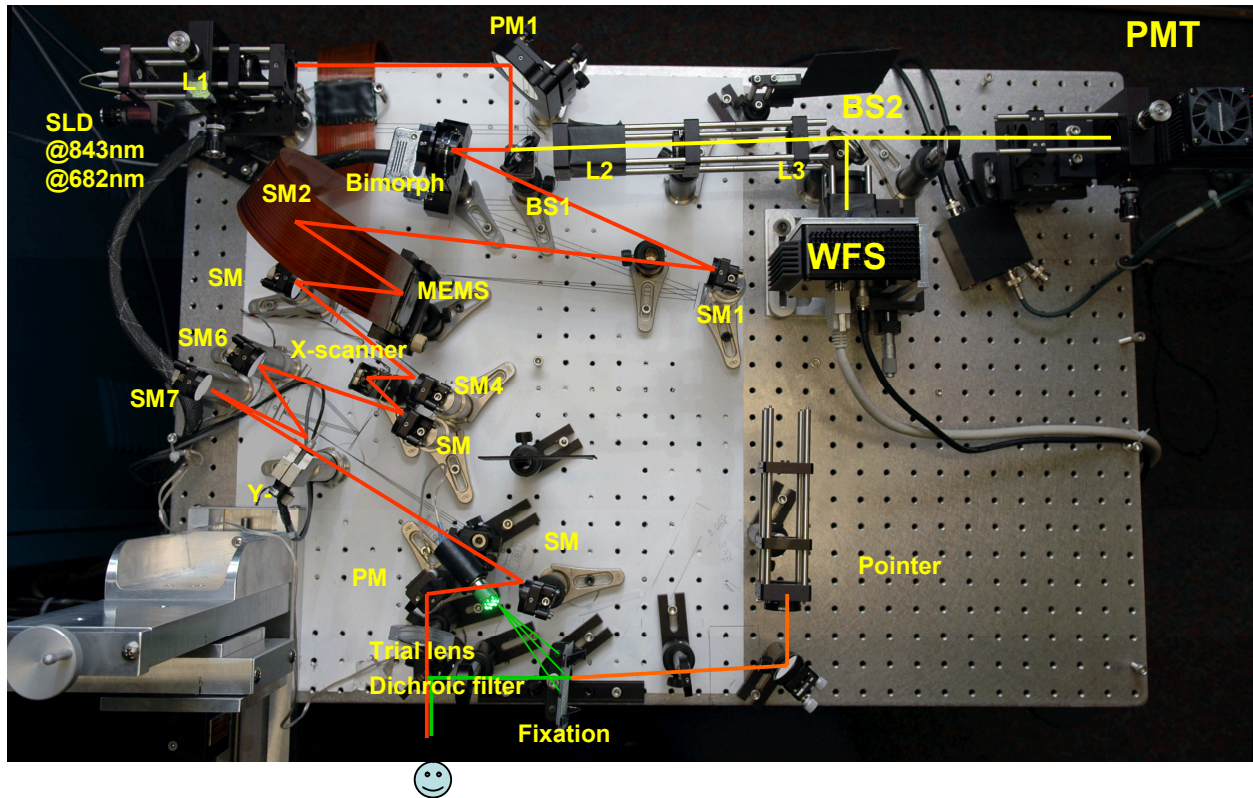 PM1
PMT
L1
BS2
SLD
@843nm
@682nm
L2
L3
Bimorph
SM2
BS1
WFS
SM
MEMS
SM1
SM6
X-scanner
SM7
SM4
SM
Y-
SM
PM
Pointer
Trial lens
Dichroic filter
Fixation